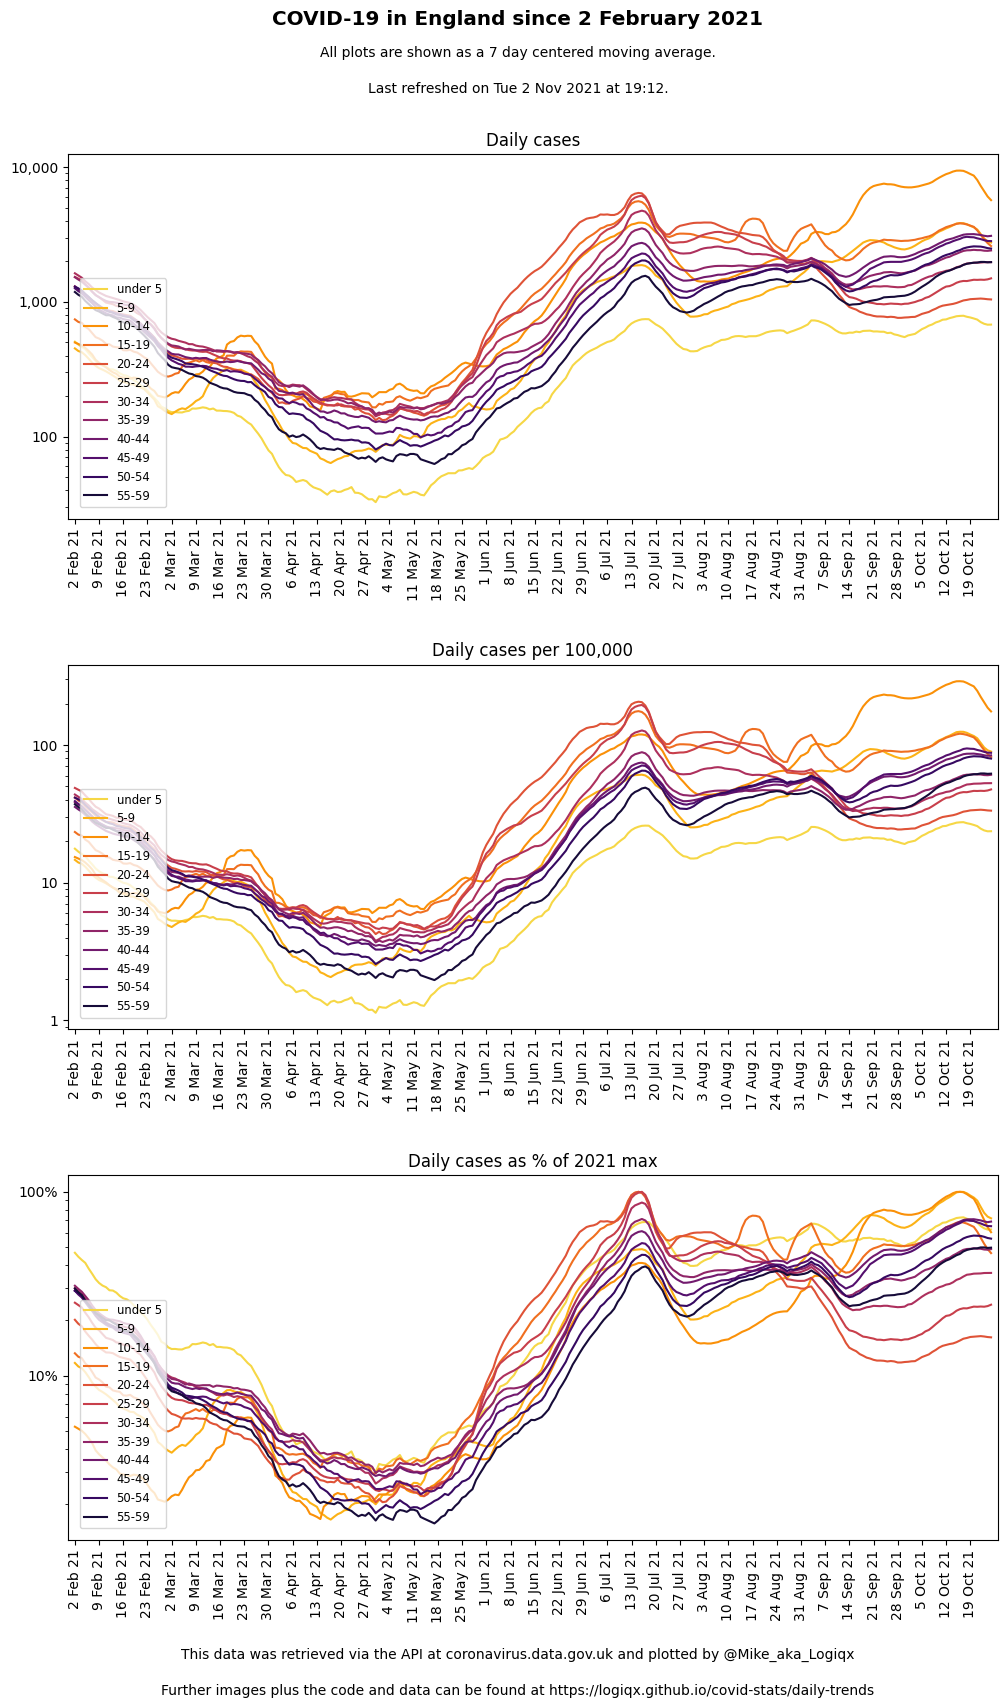 COVID-19 in England since 2 February 2021
All plots are shown as a 7 day centered moving average.
Last refreshed on Tue 2 Nov 2021 at 19:12.
Daily cases
10,000
1,000
100
under 5
5-9
10-14
15-19
20-24
25-29
30-34
35-39
40-44
45-49
50-54
55-59
2 Feb 21
9 Feb 21
16 Feb 21
23 Feb 21
2 Mar 21
9 Mar 21
16 Mar 21
23 Mar 21
30 Mar 21
6 Apr 21
13 Apr 21
20 Apr 21
27 Apr 21
4 May 21
11 May 21
18 May 21
25 May 21
1 Jun 21
8 Jun 21
15 Jun 21
22 Jun 21
29 Jun 21
6 Jul 21
13 Jul 21
20 Jul 21
27 Jul 21
3 Aug 21
10 Aug 21
17 Aug 21
24 Aug 21
31 Aug 21
7 Sep 21
14 Sep 21
21 Sep 21
28 Sep 21
5 Oct 21
12 Oct 21
19 Oct 21
Daily cases per 100,000
100
10
1
under 5
5-9
10-14
15-19
20-24
25-29
30-34
35-39
40-44
45-49
50-54
55-59
2 Feb 21
9 Feb 21
16 Feb 21
23 Feb 21
2 Mar 21
9 Mar 21
16 Mar 21
23 Mar 21
30 Mar 21
6 Apr 21
13 Apr 21
20 Apr 21
27 Apr 21
4 May 21
11 May 21
18 May 21
25 May 21
1 Jun 21
8 Jun 21
15 Jun 21
22 Jun 21
29 Jun 21
6 Jul 21
13 Jul 21
20 Jul 21
27 Jul 21
3 Aug 21
10 Aug 21
17 Aug 21
24 Aug 21
31 Aug 21
7 Sep 21
14 Sep 21
21 Sep 21
28 Sep 21
5 Oct 21
12 Oct 21
19 Oct 21
Daily cases as % of 2021 max
100%
10%
under 5
5-9
10-14
15-19
20-24
25-29
30-34
35-39
40-44
45-49
50-54
55-59
2 Feb 21
9 Feb 21
16 Feb 21
23 Feb 21
2 Mar 21
9 Mar 21
16 Mar 21
23 Mar 21
30 Mar 21
6 Apr 21
13 Apr 21
20 Apr 21
27 Apr 21
4 May 21
11 May 21
18 May 21
25 May 21
1 Jun 21
8 Jun 21
15 Jun 21
22 Jun 21
29 Jun 21
6 Jul 21
13 Jul 21
20 Jul 21
27 Jul 21
3 Aug 21
10 Aug 21
17 Aug 21
24 Aug 21
31 Aug 21
7 Sep 21
14 Sep 21
21 Sep 21
28 Sep 21
5 Oct 21
12 Oct 21
19 Oct 21
This data was retrieved via the API at coronavirus.data.gov.uk and plotted by @Mike_aka_Logiqx
Further images plus the code and data can be found at https://logiqx.github.io/covid-stats/daily-trends